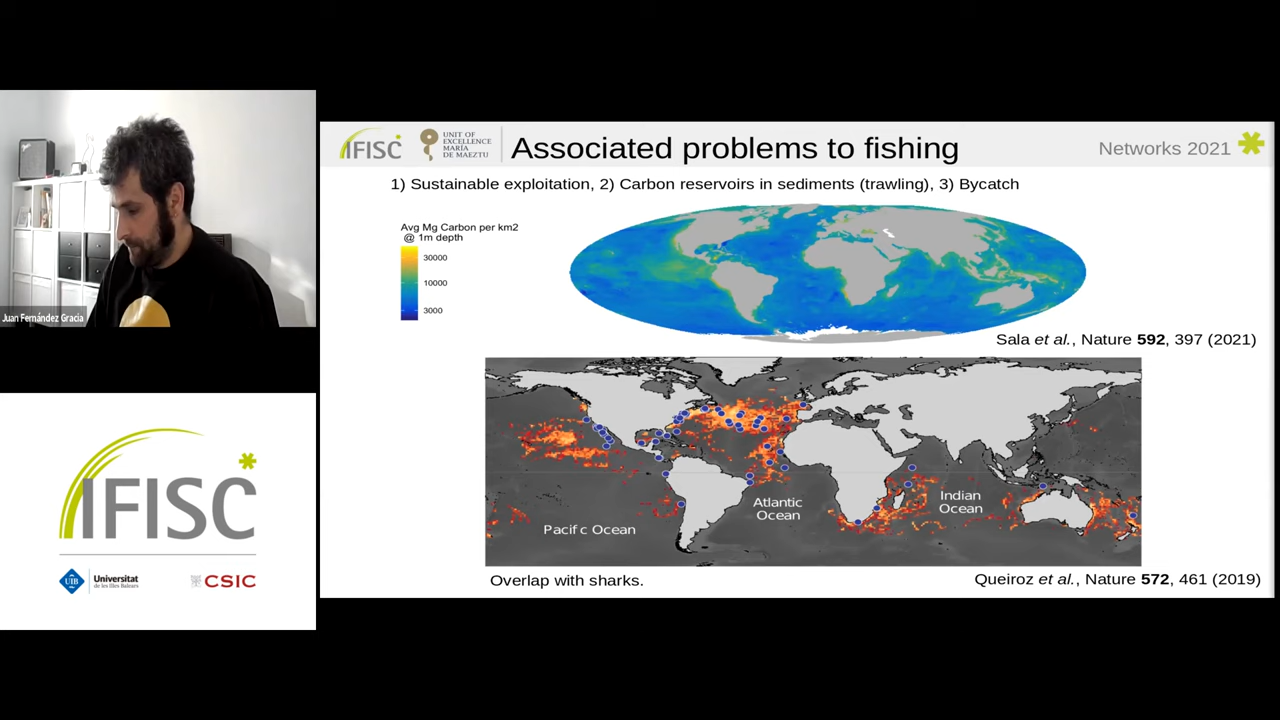 Juan Fernández Gracia
IFISC
UIB
Universitat
de les Illes Balears
CSIC
IFISC
UNIT OF
EXCELLENCE
MARÍA
DE MAEZTU
Associated problems to fishing
Networks 2021
1) Sustainable exploitation, 2) Carbon reservoirs in sediments (trawling), 3) Bycatch
Avg Mg Carbon per km2
@ 1m depth
30000
10000
3000
Sala et al., Nature 592, 397 (2021)
Pacif c Ocean
Atlantic
Ocean
Indian
Ocean
Overlap with sharks.
Queiroz et al., Nature 572, 461 (2019)